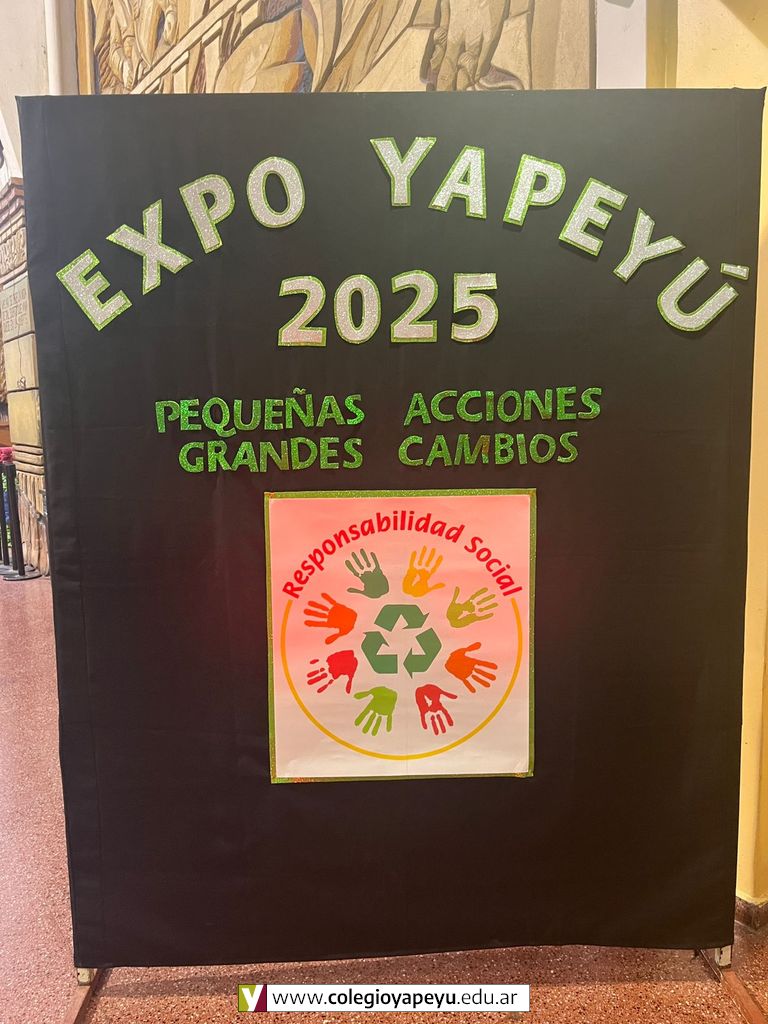 EXPO YAPEYÚ
2025
PEQUEÑAS ACCIONES
GRANDES CAMBIOS
Responsabilidad Social
y www.colegioyapeyu.edu.ar